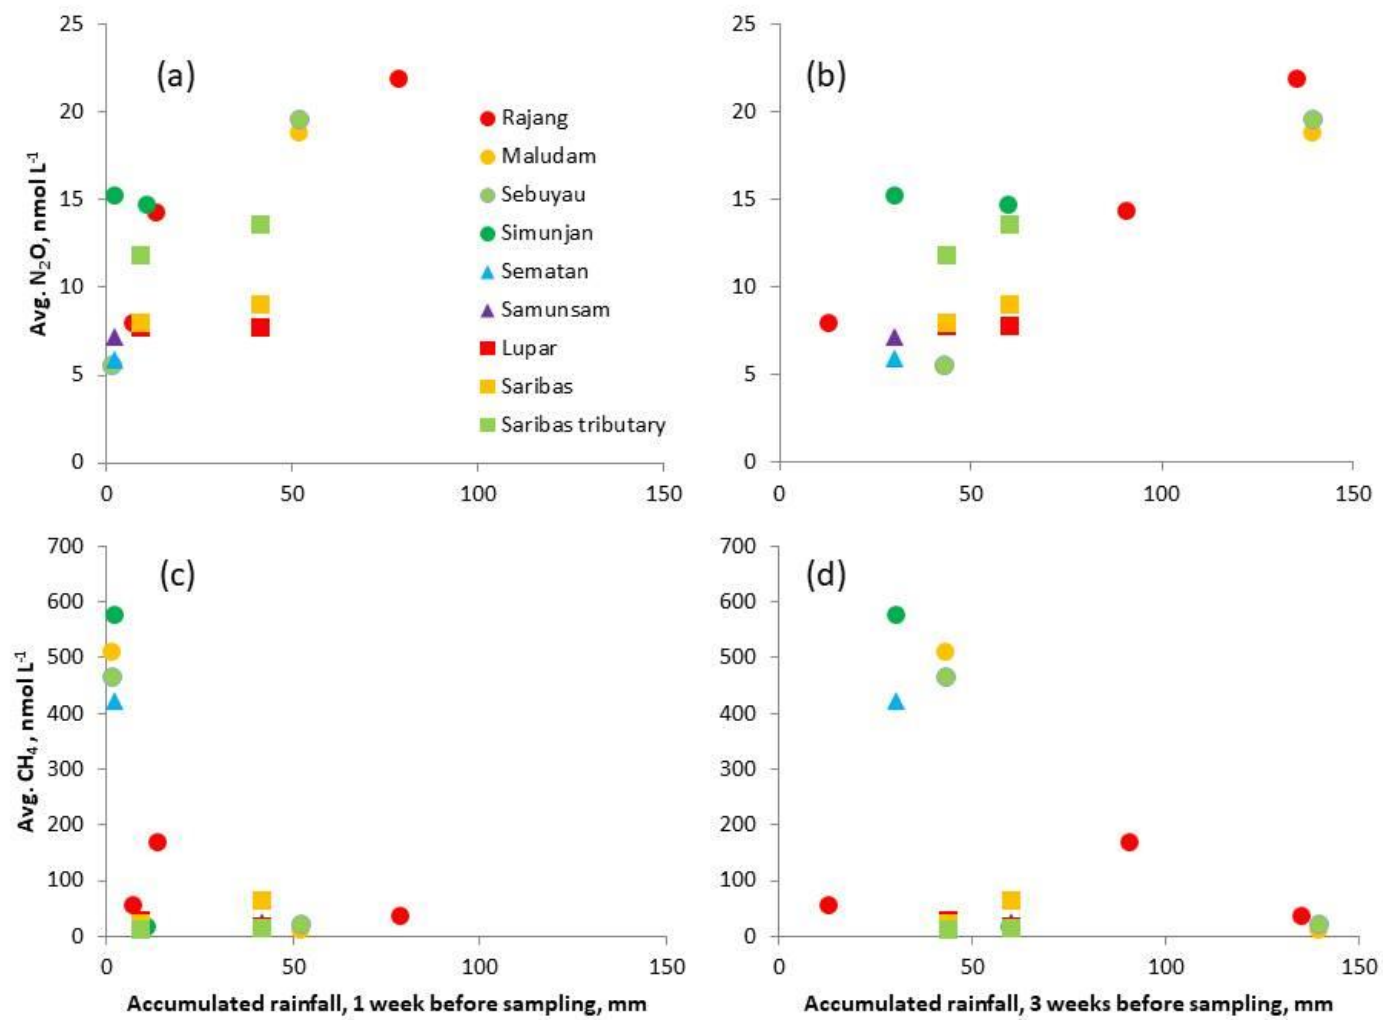 25
20
15
10
5
0
Avg. N₂O, nmol L⁻¹
(a)
Rajang
Maludam
Sebuyau
Simunjan
Sematan
Samunsam
Lupar
Saribas
Saribas tributary
0 50 100 150
25
20
15
10
5
0
(b)
0 50 100 150
700
600
500
400
300
200
100
0
Avg. CH₄, nmol L⁻¹
(c)
0 50 100 150
Accumulated rainfall, 1 week before sampling, mm
700
600
500
400
300
200
100
0
(d)
0 50 100 150
Accumulated rainfall, 3 weeks before sampling, mm